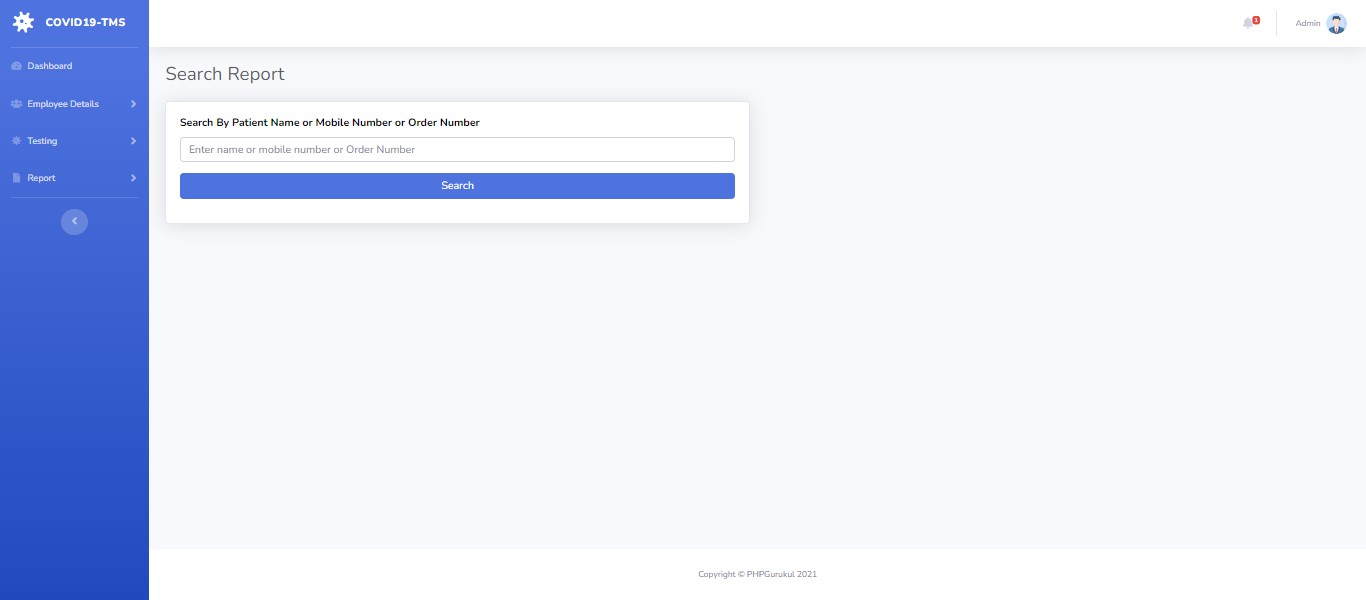 COVID19-TMS
Dashboard
Employee Details
Testing
Report
1
Admin
Search Report
Search By Patient Name or Mobile Number or Order Number
Enter name or mobile number or Order Number
Search
Copyright © PHPGurukul 2021